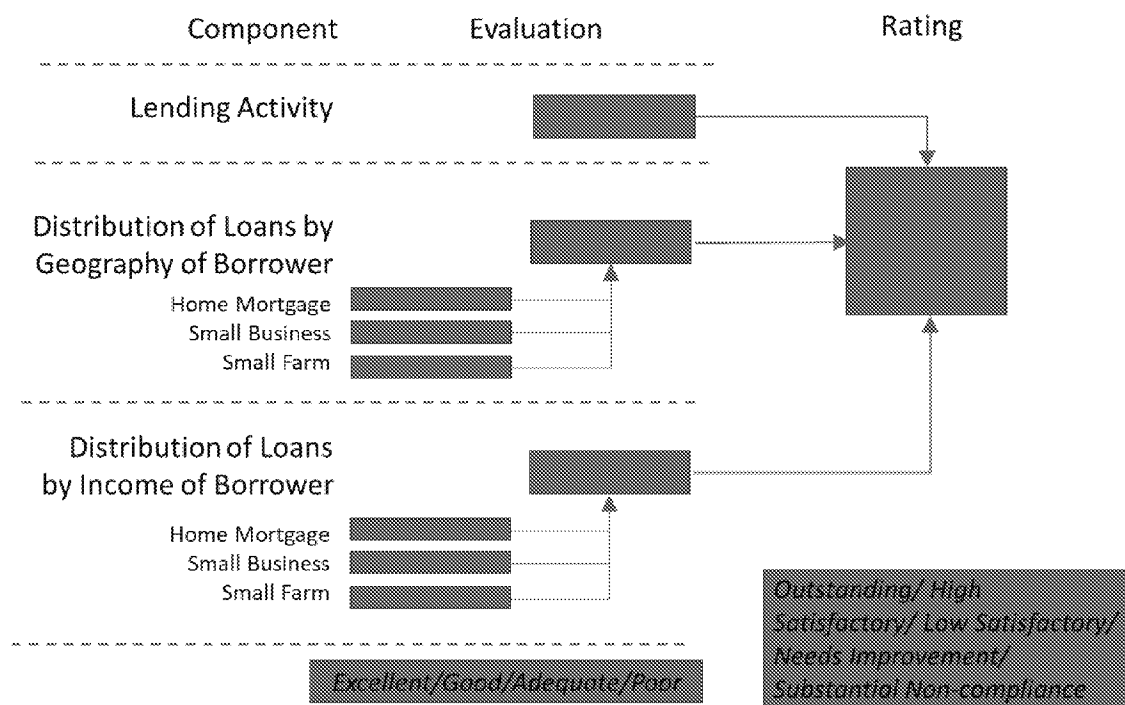 Component Evaluation Rating
Lending Activity
Distribution of Loans by
Geography of Borrower
Home Mortgage
Small Business
Small Farm
Distribution of Loans
by Income of Borrower
Home Mortgage
Small Business
Small Farm
Outstanding/ High
Satisfactory/ Low Satisfactory/
Needs Improvement/
Substantial Non-compliance
Excellent/Good/Adequate/Poor